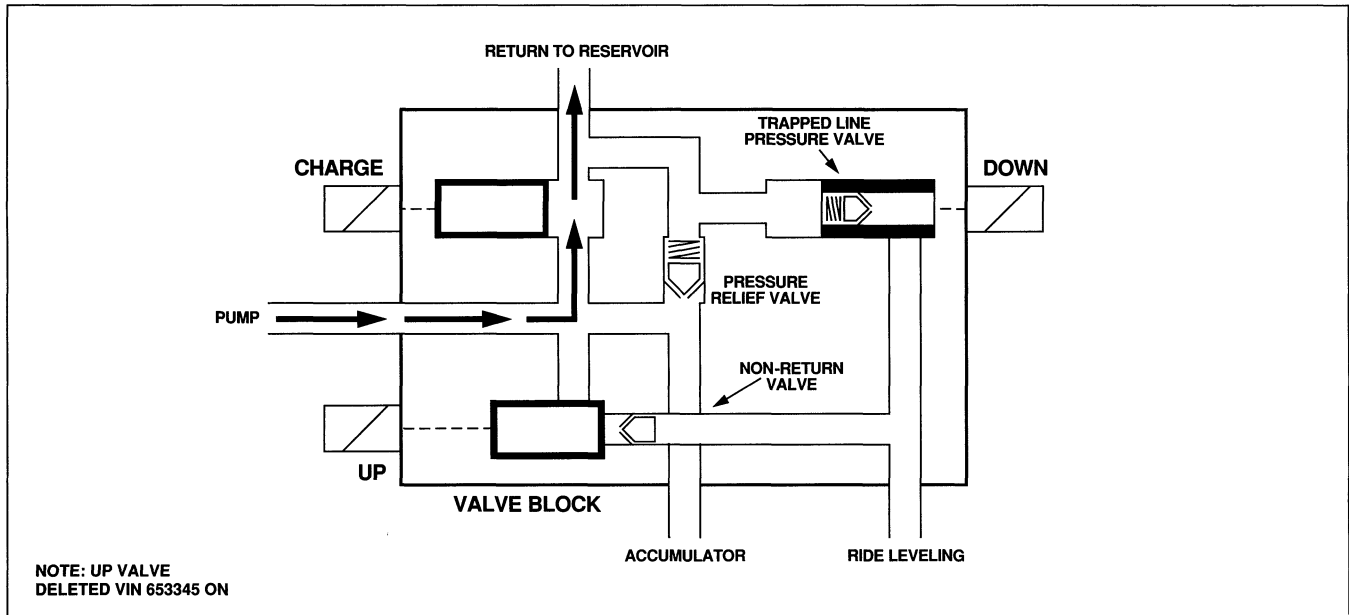 RETURN TO RESERVOIR
TRAPPED LINE
PRESSURE VALVE
CHARGE
DOWN
PRESSURE
RELIEF VALVE
PUMP
NON-RETURN
VALVE
UP
VALVE BLOCK
ACCUMULATOR
RIDE LEVELING
NOTE: UP VALVE
DELETED VIN 653345 ON